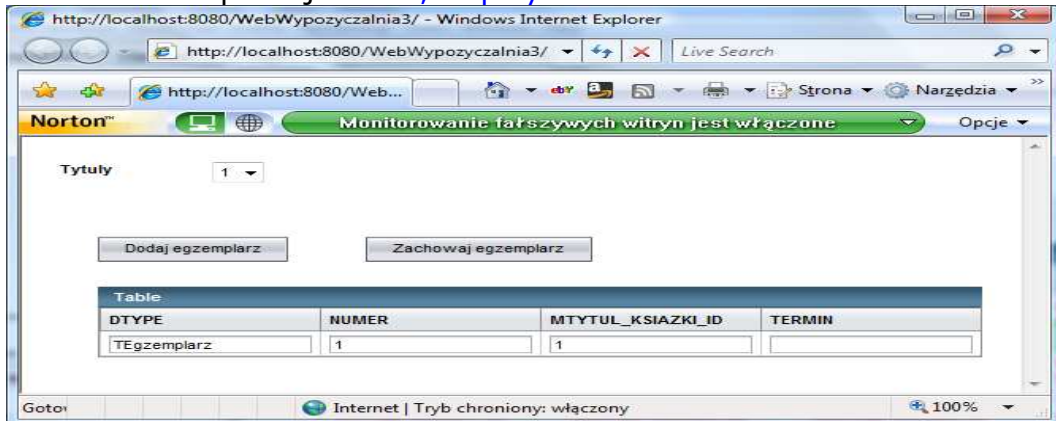 http://localhost:8080/WebWypozyczalnia3/ - Windows Internet Explorer
http://localhost:8080/WebWypozyczalnia3/ Live Search
http://localhost:8080/Web... Strona Narzędzia »
Norton™ Monitorowanie fałszywych witryn jest włączone Opcje
Tytuly 1
Dodaj egzemplarz Zachowaj egzemplarz
Table
DTYPE NUMER MTYTUL_KSIAZKI_ID TERMIN
TEgzemplarz 1 1
Internet | Tryb chroniony: włączony 100%